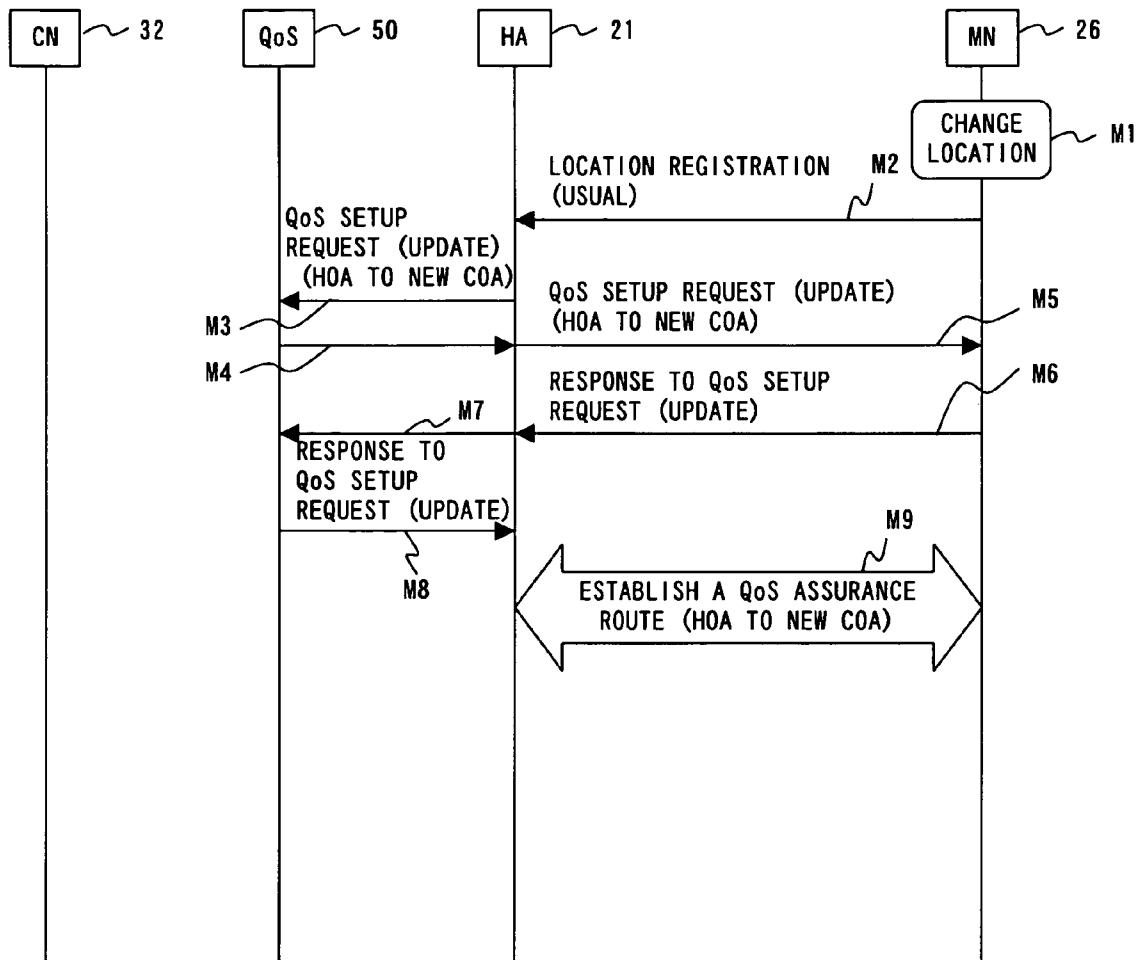 CN
32
QoS
50
HA
21
MN
26
CHANGE
LOCATION
M1
LOCATION REGISTRATION
(USUAL)
M2
QoS SETUP
REQUEST (UPDATE)
(HOA TO NEW COA)
M3
QoS SETUP REQUEST (UPDATE)
(HOA TO NEW COA)
M5
M4
RESPONSE TO QoS SETUP
REQUEST (UPDATE)
M6
M7
RESPONSE TO
QoS SETUP
REQUEST (UPDATE)
M8
M9
ESTABLISH A QoS ASSURANCE
ROUTE (HOA TO NEW COA)